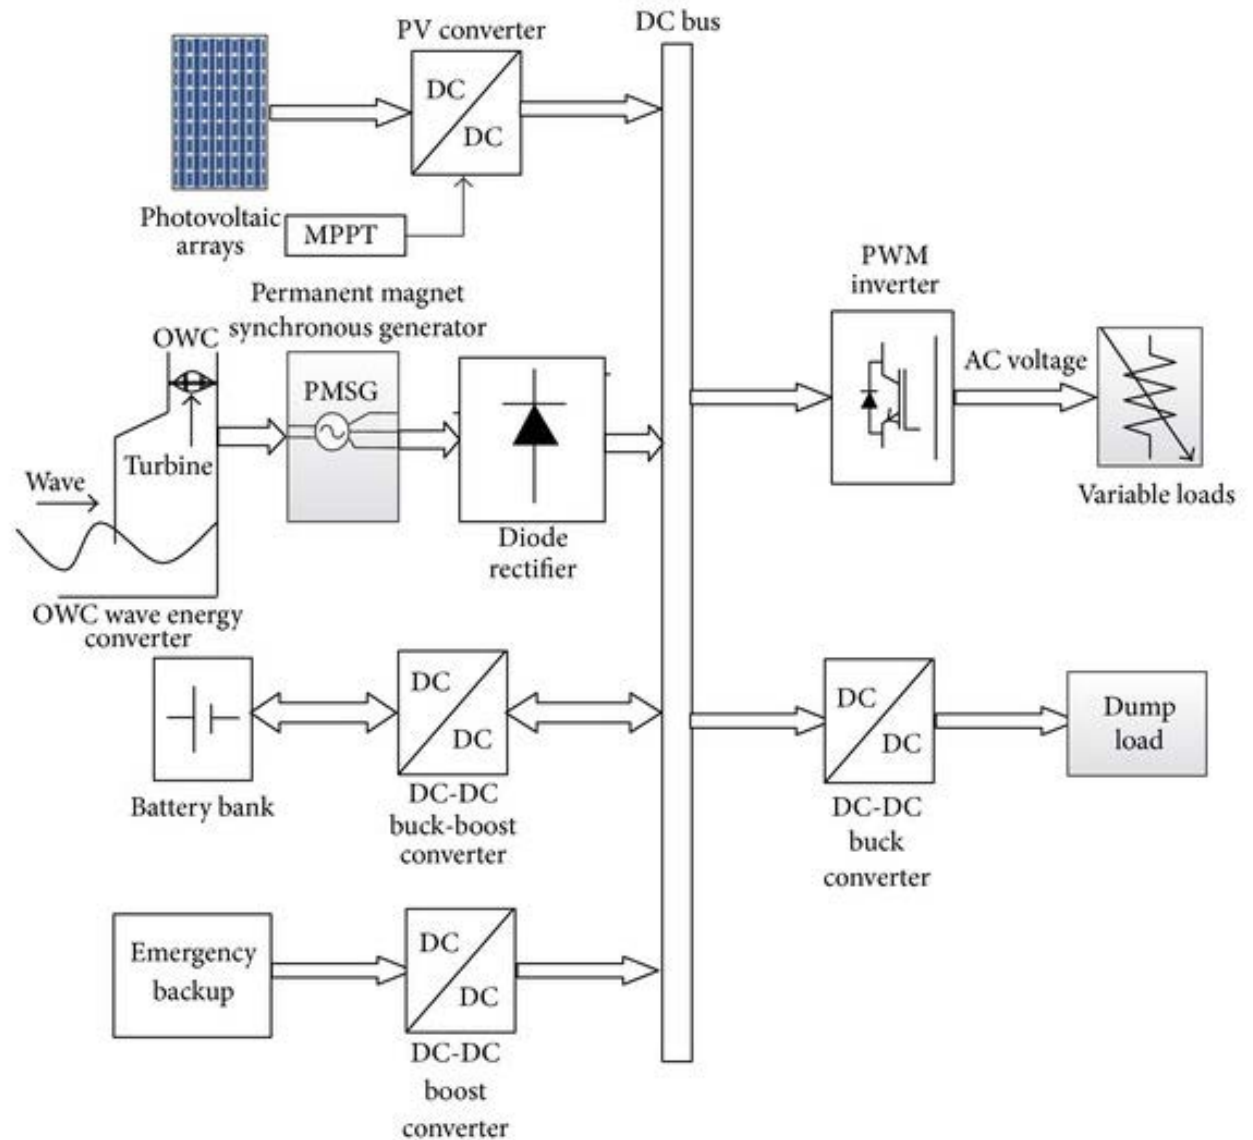 DC bus
PV converter
DC
DC
Photovoltaic
arrays
MPPT
Permanent magnet
synchronous generator
OWC
PMSG
Turbine
Wave
Diode
rectifier
OWC wave energy
converter
PWM
inverter
AC voltage
Variable loads
DC
DC
Battery bank
DC-DC
buck-boost
converter
DC
DC
Dump
load
DC-DC
buck
converter
Emergency
backup
DC
DC
DC-DC
boost
converter